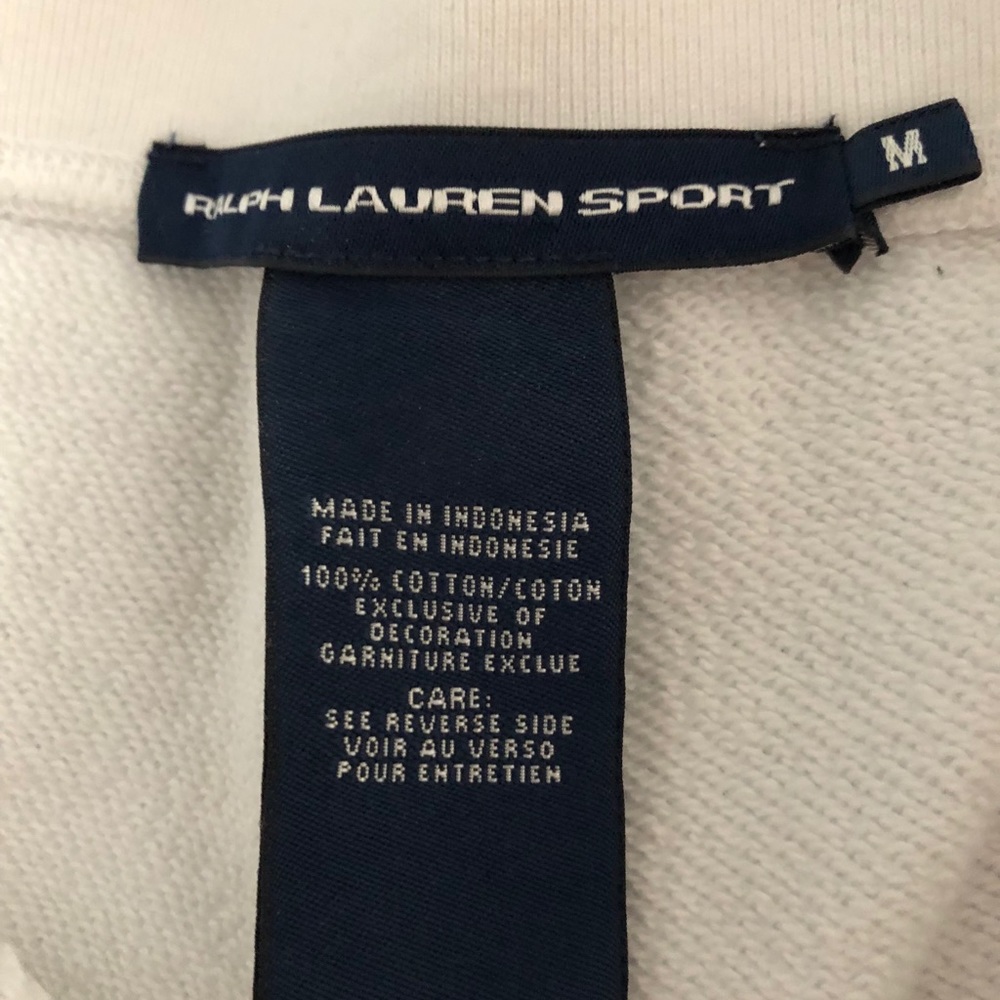 RALPH LAUREN SPORT
M
MADE IN INDONESIA
FAIT EN INDONESIE
100% COTTON/COTON
EXCLUSIVE OF
DECORATION
GARNITURE EXCLUE
CARE:
SEE REVERSE SIDE
VOIR AU VERSO
POUR ENTRETIEN